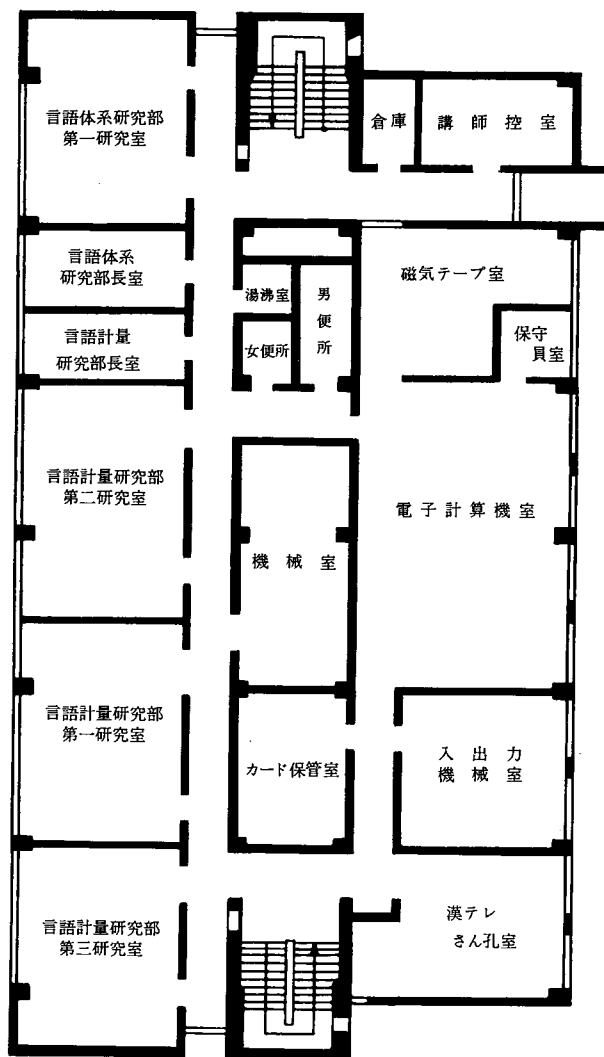 言語体系研究部
第一研究室
倉庫
講師控室
言語体系
研究部長室
湯沸室
男便所
磁気テープ室
言語計量
研究部長室
女便所
保守
員室
言語計量研究部
第二研究室
機械室
電子計算機室
言語計量研究部
第一研究室
カード保管室
入出力
機械室
言語計量研究部
第三研究室
漢テレ
さん孔室